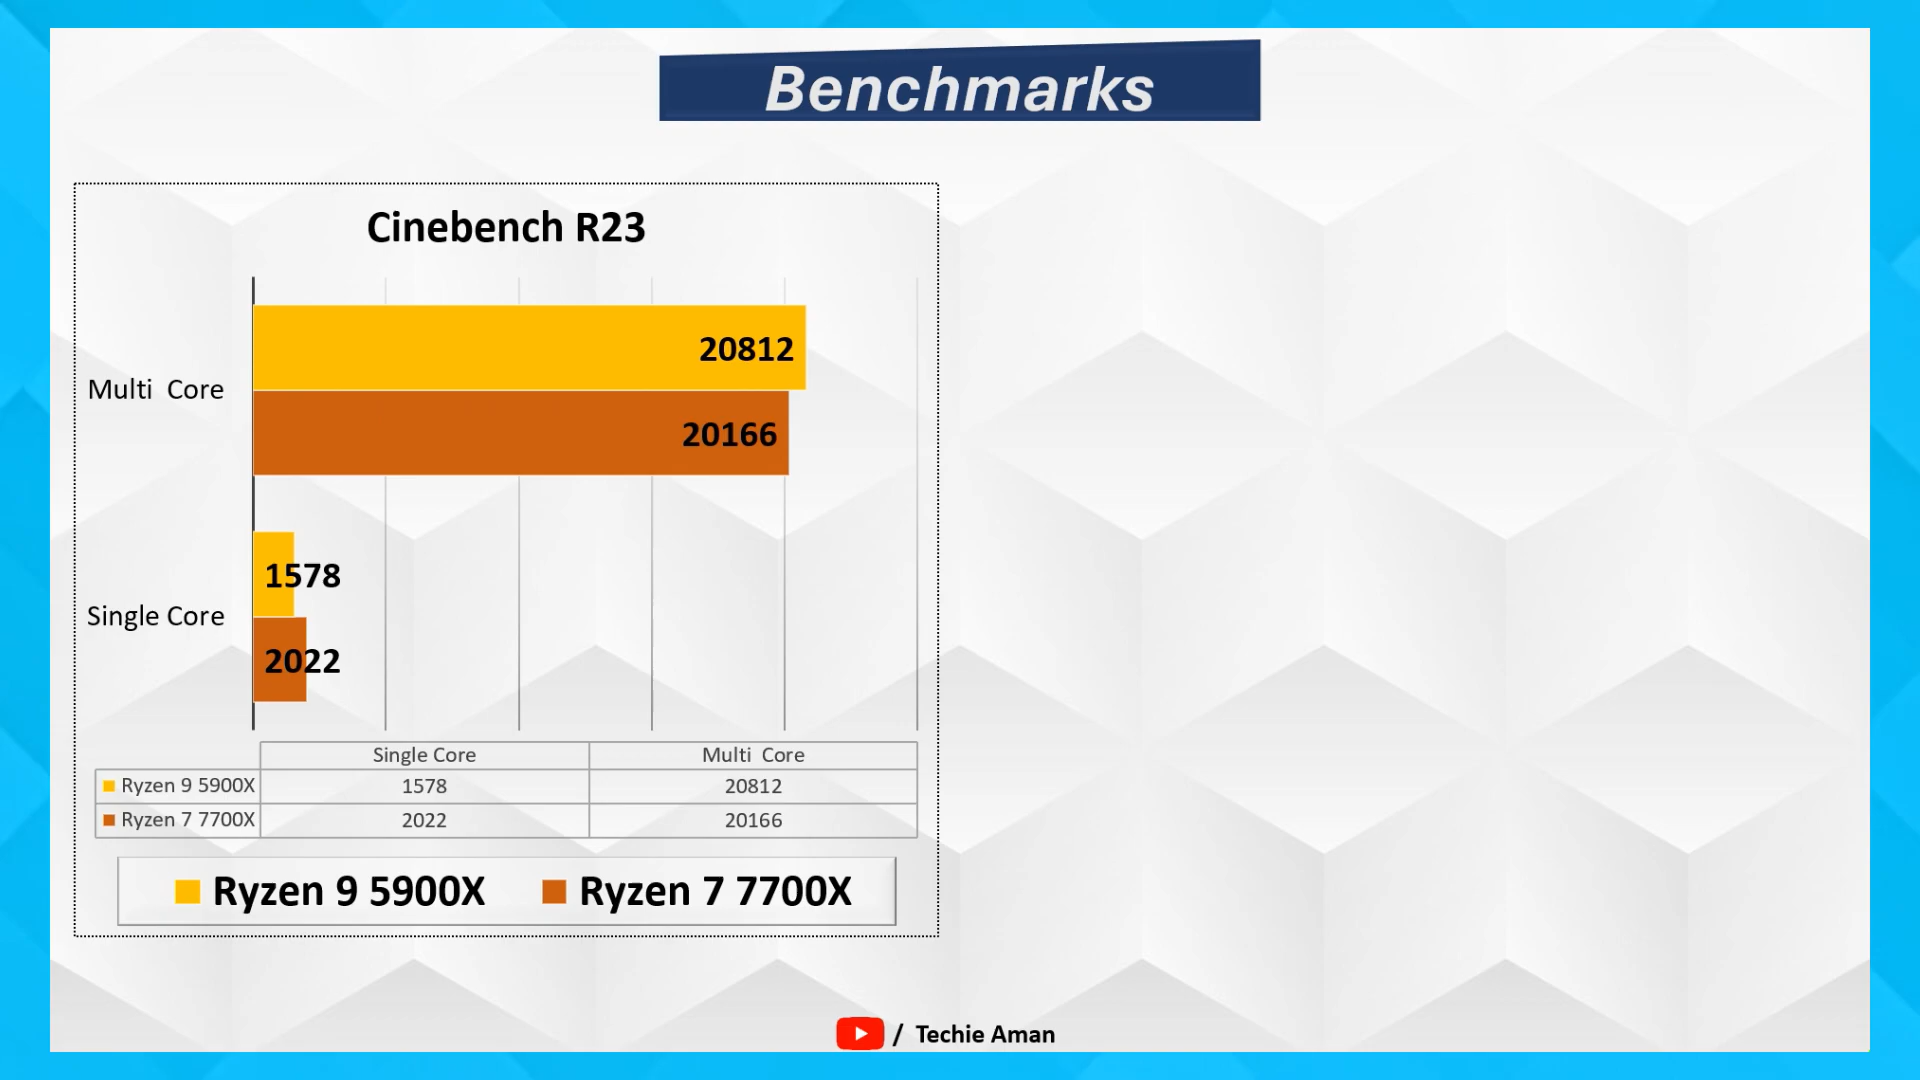 Benchmarks
Cinebench R23
20812
Multi Core
20166
1578
Single Core
2022
Single Core Multi Core
Ryzen 9 5900X 1578 20812
Ryzen 7 7700X 2022 20166
Ryzen 9 5900X Ryzen 7 7700X
/ Techie Aman